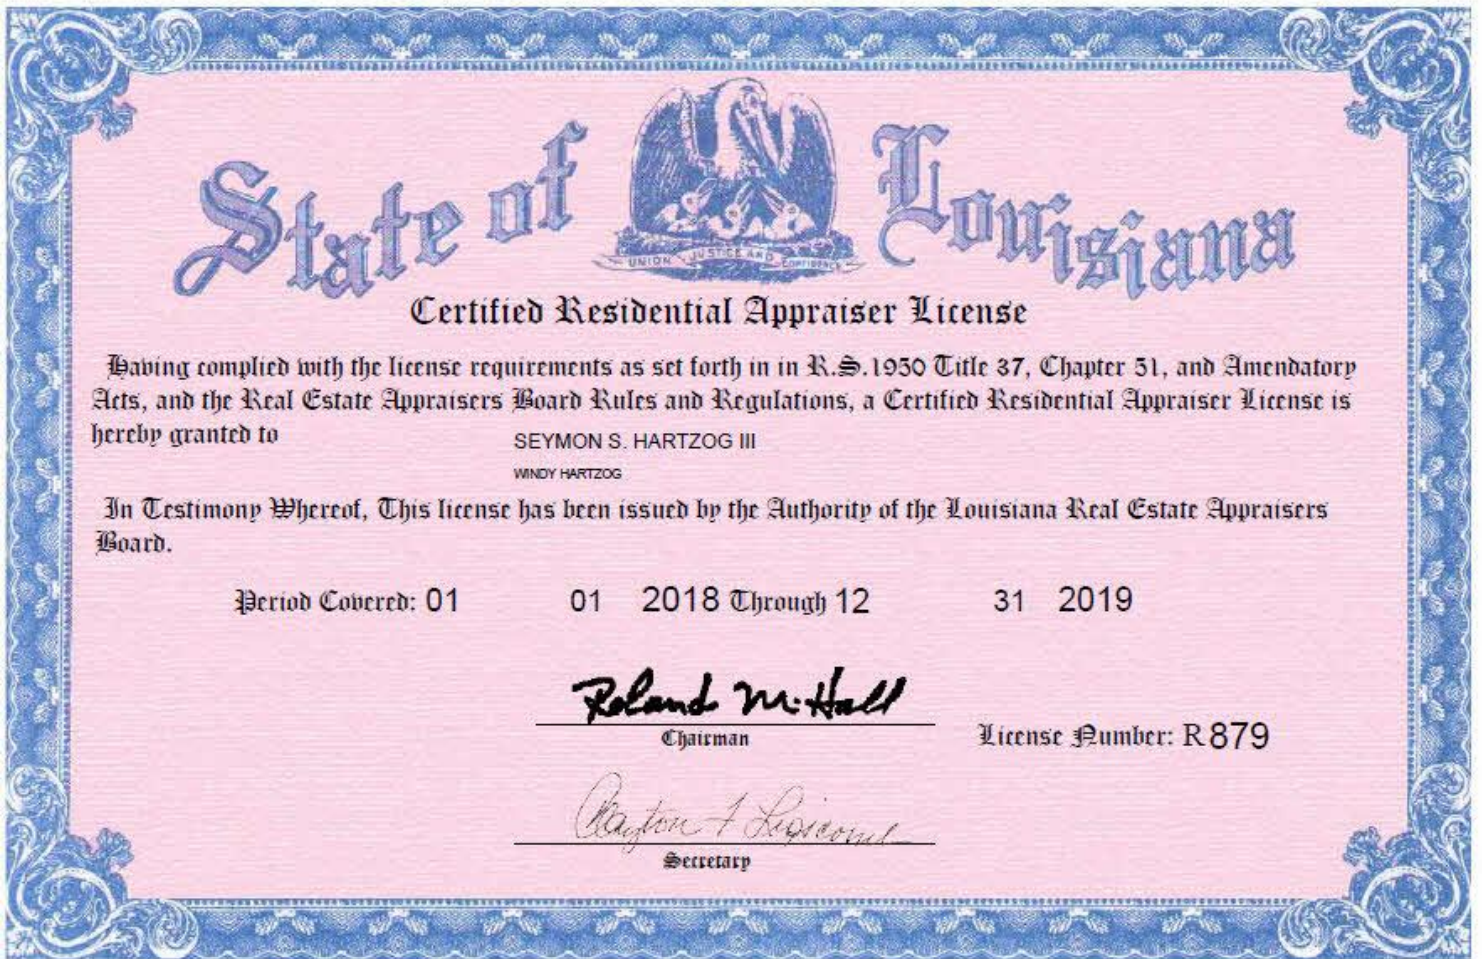 State of Louisiana
UNION JUSTICE AND CONFIDENCE
Certified Residential Appraiser License
Having complied with the license requirements as set forth in in R.S.1950 Title 37, Chapter 51, and Amendatory
Acts, and the Real Estate Appraisers Board Rules and Regulations, a Certified Residential Appraiser License is
hereby granted to
SEYMON S. HARTZOG III
WINDY HARTZOG
In Testimony Whereof, This license has been issued by the Authority of the Louisiana Real Estate Appraisers
Board.
Period Covered: 01 01 2018 Through 12 31 2019
Roland M. Hall
Chairman
License Number: R 879
Clayton F Lipscomb
Secretary